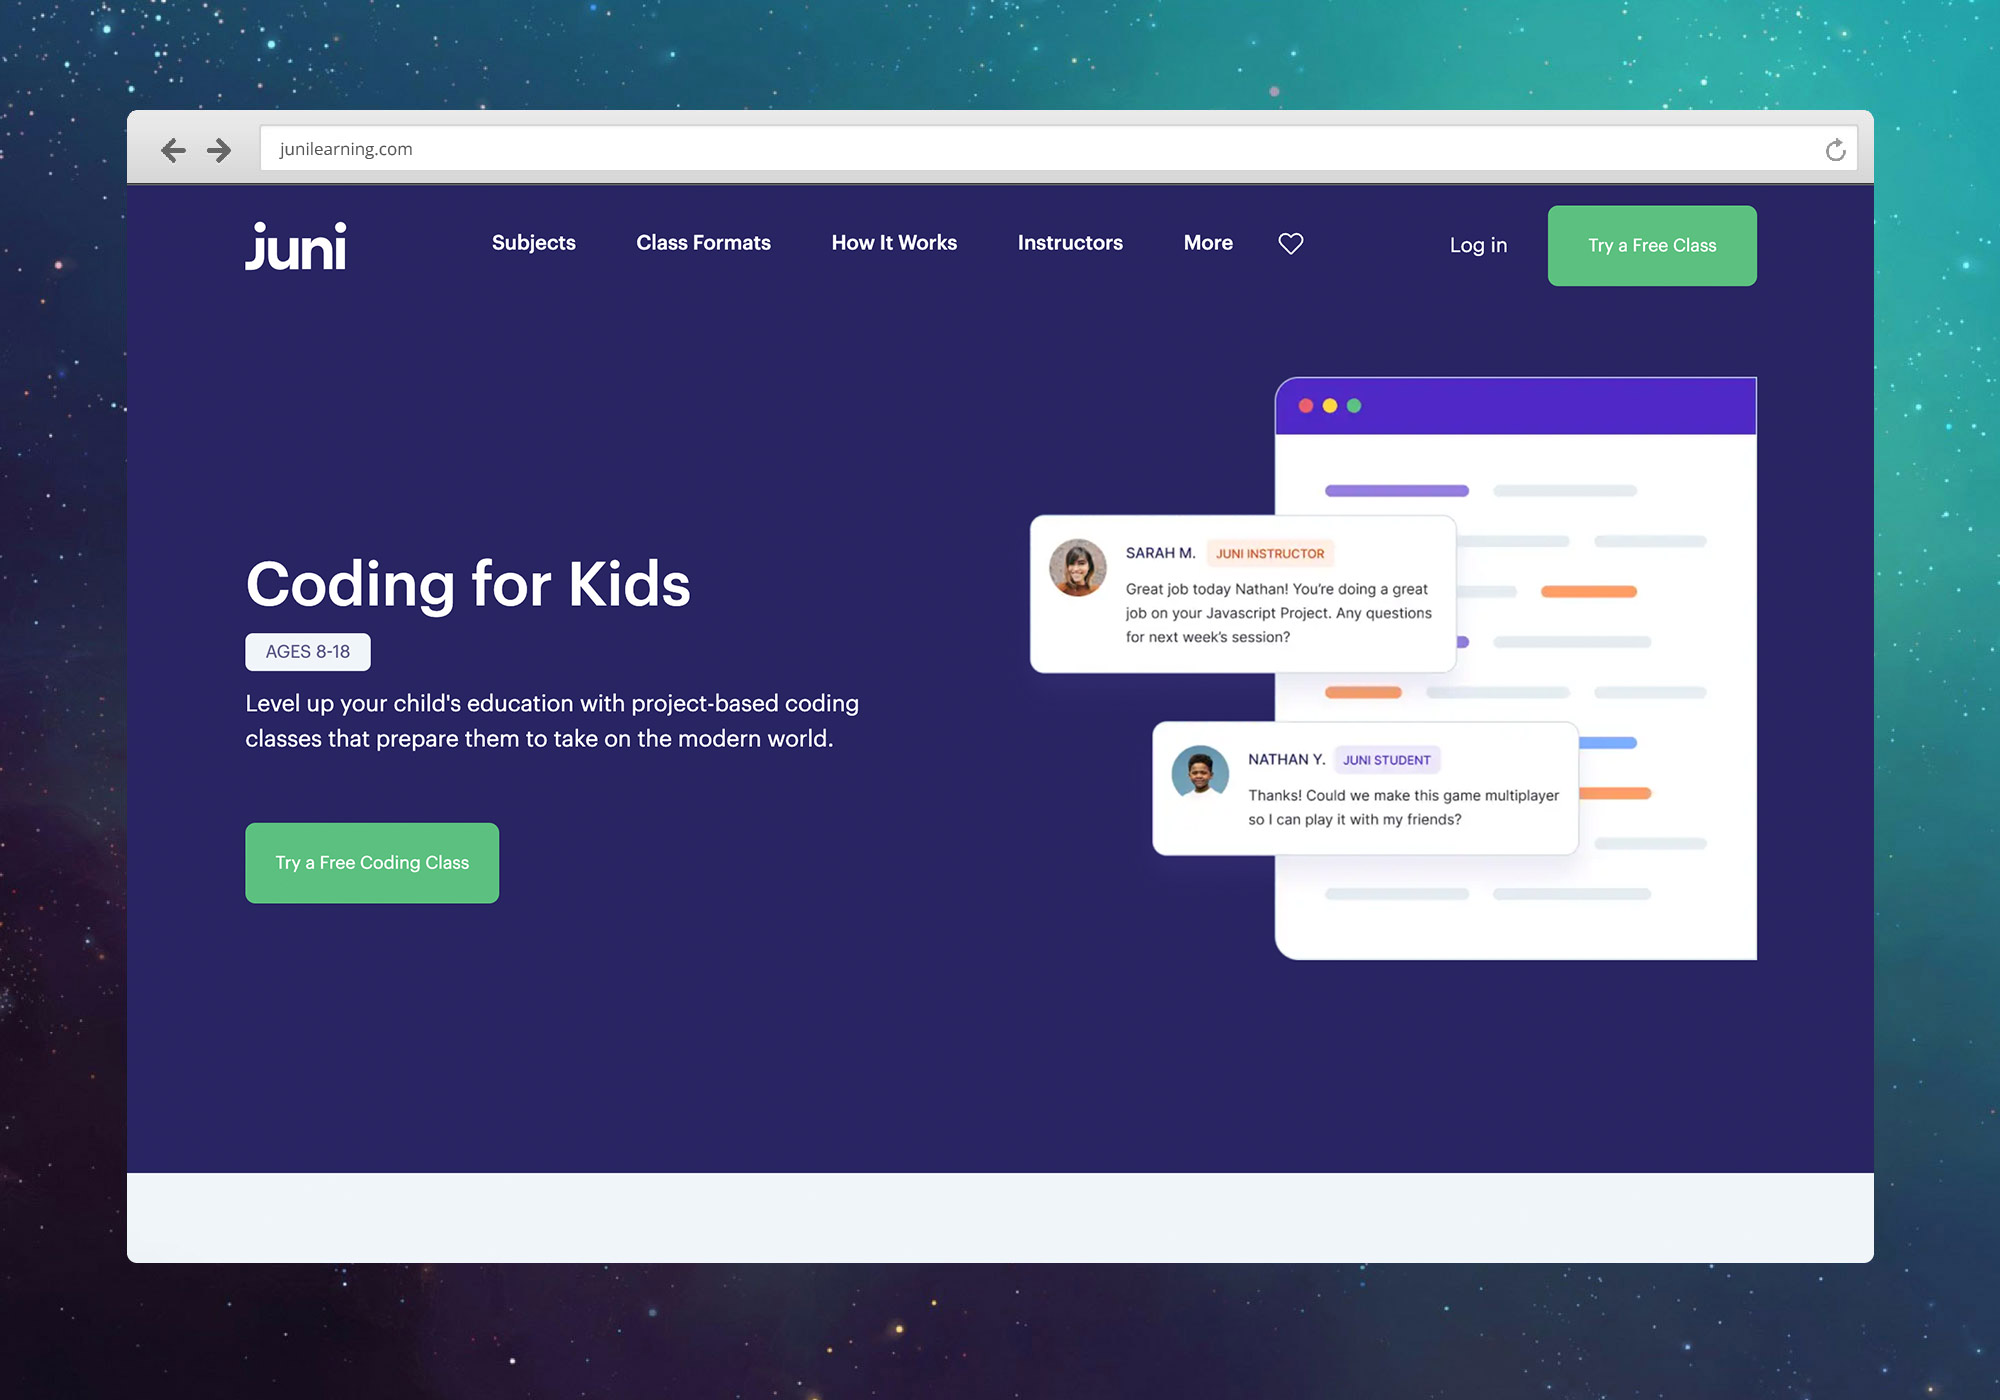 junilearning.com
juni
Subjects
Class Formats
How It Works
Instructors
More
Log in
Try a Free Class
Coding for Kids
AGES 8-18
Level up your child's education with project-based coding
classes that prepare them to take on the modern world.
Try a Free Coding Class
SARAH M. JUNI INSTRUCTOR
Great job today Nathan! You're doing a great
job on your Javascript Project. Any questions
for next week's session?
NATHAN Y. JUNI STUDENT
Thanks! Could we make this game multiplayer
so I can play it with my friends?